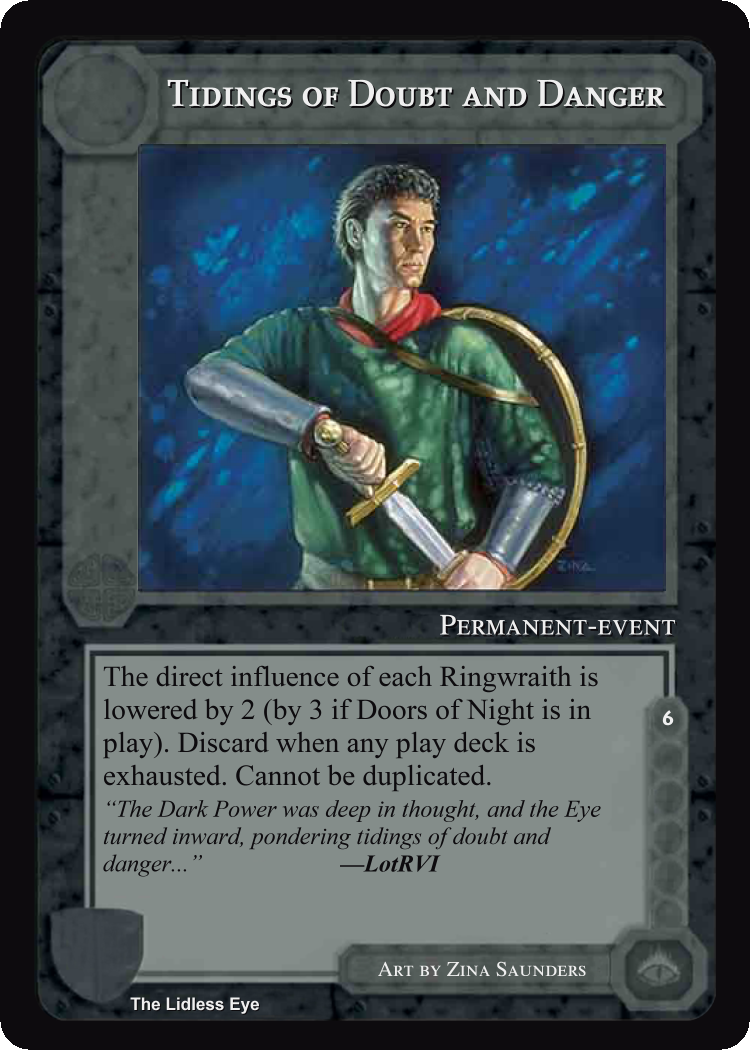 Tidings of Doubt and Danger
ZINA
Permanent-event
The direct influence of each Ringwraith is
lowered by 2 (by 3 if Doors of Night is in
play). Discard when any play deck is
exhausted. Cannot be duplicated.
“The Dark Power was deep in thought, and the Eye
turned inward, pondering tidings of doubt and
danger...” —LotRVI
6
Art by Zina Saunders
The Lidless Eye